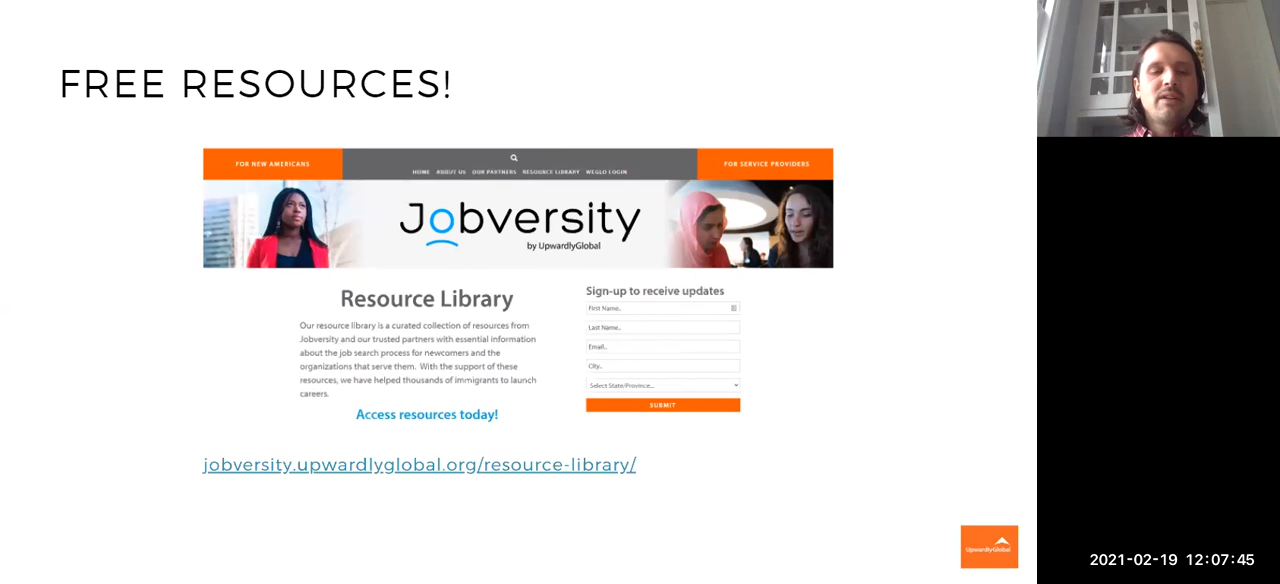 FREE RESOURCES!
FOR NEW AMERICANS
HOME ABOUT US OUR PARTNERS RESOURCE LIBRARY WEGLO LOGIN
FOR SERVICE PROVIDERS
Jobversity
by UpwardlyGlobal
Resource Library
Our resource library is a curated collection of resources from
Jobversity and our trusted partners with essential information
about the job search process for newcomers and the
organizations that serve them. With the support of these
resources, we have helped thousands of immigrants to launch
careers.
Access resources today!
Sign-up to receive updates
First Name..
Last Name..
Email..
City..
Select State/Province...
SUBMIT
jobversity.upwardlyglobal.org/resource-library/
UpwardlyGlobal
2021-02-19 12:07:45